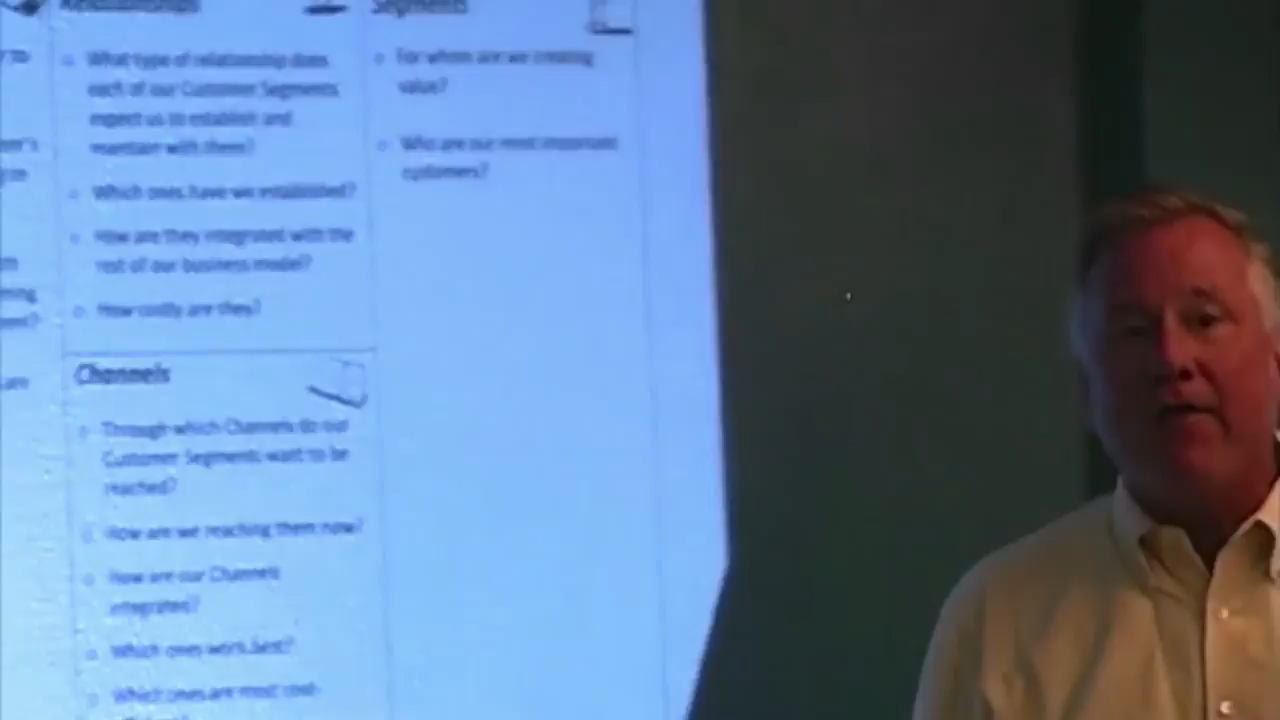 Relationships
What type of relationship does
each of our Customer Segments
expect us to establish and
maintain with them?
Which ones have we established?
How are they integrated with the
rest of our business model?
How costly are they?
Channels
Through which Channels do our
Customer Segments want to be
reached?
How are we reaching them now?
How are our Channels
integrated?
Which ones work best?
Which ones are most cost-
Segments
For whom are we creating
value?
Who are our most important
customers?